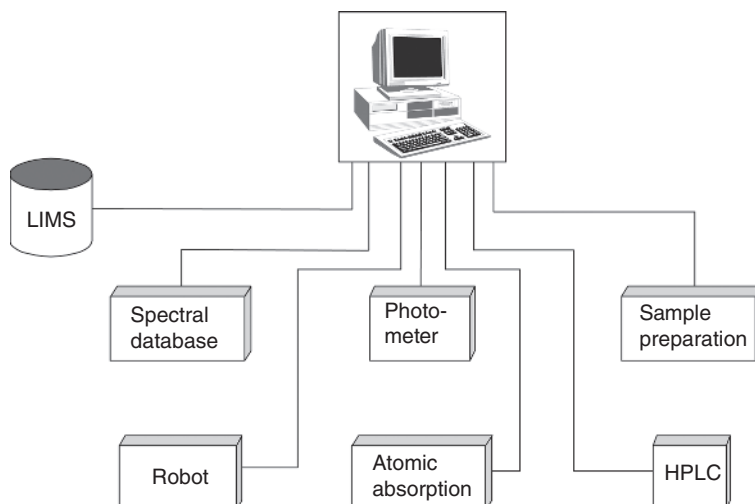 LIMS
Spectral
database
Photo-
meter
Sample
preparation
Robot
Atomic
absorption
HPLC